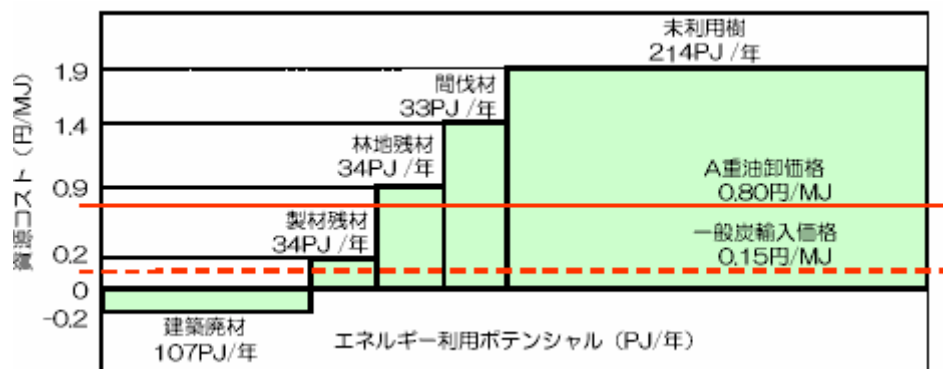 資源コスト（円/MJ）
1.9
1.4
0.9
0.2
0
-0.2
未利用樹
214PJ /年
間伐材
33PJ /年
林地残材
34PJ /年
製材残材
34PJ /年
建築廃材
107PJ/年
A重油卸価格
0.80円/MJ
一般炭輸入価格
0.15円/MJ
エネルギー利用ポテンシャル（PJ/年）